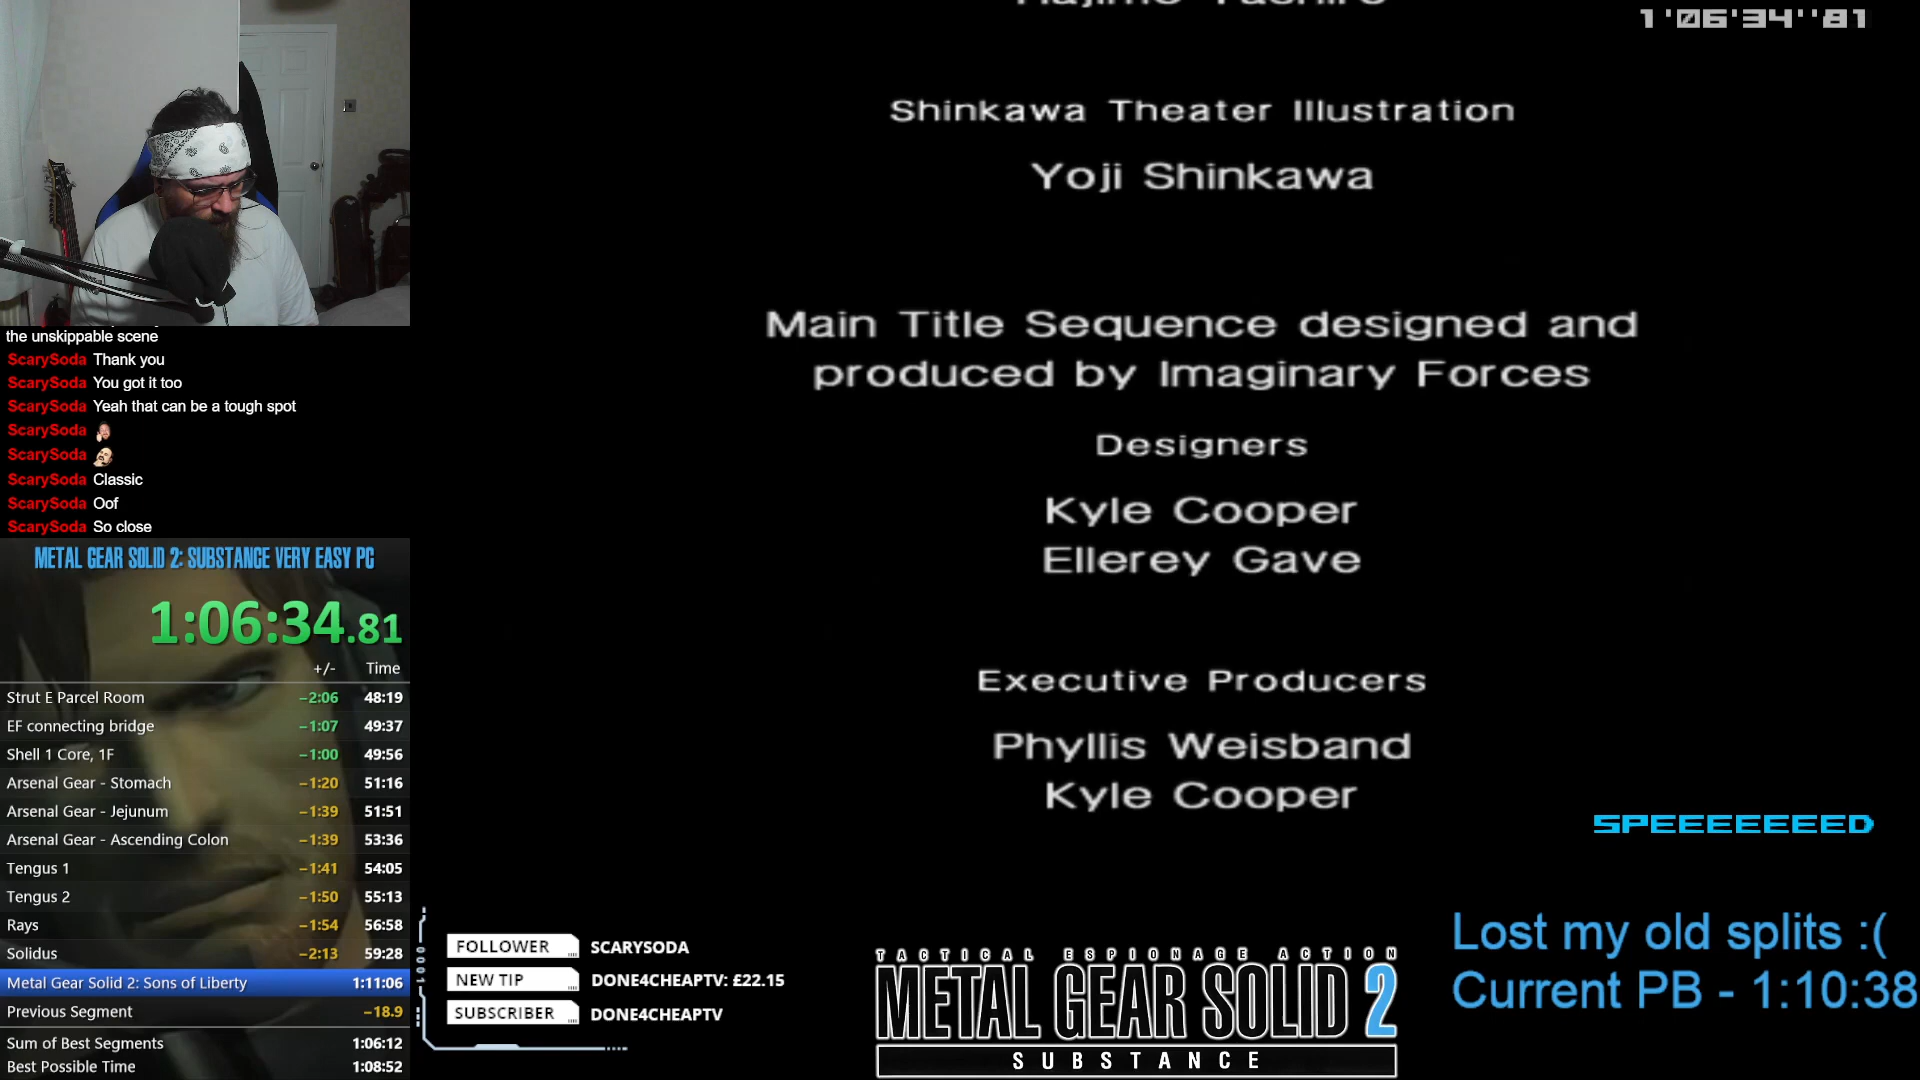 1'06'34''81
Shinkawa Theater Illustration
Yoji Shinkawa
Main Title Sequence designed and
produced by Imaginary Forces
Designers
Kyle Cooper
Ellerey Gave
Executive Producers
Phyllis Weisband
Kyle Cooper
the unskippable scene
ScarySoda Thank you
ScarySoda You got it too
ScarySoda Yeah that can be a tough spot
ScarySoda
ScarySoda
ScarySoda Classic
ScarySoda Oof
ScarySoda So close
METAL GEAR SOLID 2: SUBSTANCE VERY EASY PC
1:06:34.81
+/- Time
Strut E Parcel Room −2:06 48:19
EF connecting bridge −1:07 49:37
Shell 1 Core, 1F −1:00 49:56
Arsenal Gear - Stomach −1:20 51:16
Arsenal Gear - Jejunum −1:39 51:51
Arsenal Gear - Ascending Colon −1:39 53:36
Tengus 1 −1:41 54:05
Tengus 2 −1:50 55:13
Rays −1:54 56:58
Solidus −2:13 59:28
Metal Gear Solid 2: Sons of Liberty 1:11:06
Previous Segment −18.9
Sum of Best Segments 1:06:12
Best Possible Time 1:08:52
FOLLOWER SCARYSODA
NEW TIP DONE4CHEAPTV: £22.15
SUBSCRIBER DONE4CHEAPTV
TACTICAL ESPIONAGE ACTION
METAL GEAR SOLID 2
SUBSTANCE
SPEEEEEEED
Lost my old splits :(
Current PB - 1:10:38